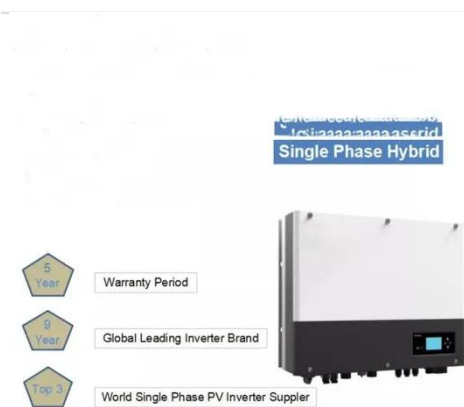 Single Phase Hybrid
5
Year
Warranty Period
9
Year
Global Leading Inverter Brand
Top 3
World Single Phase PV Inverter Suppler